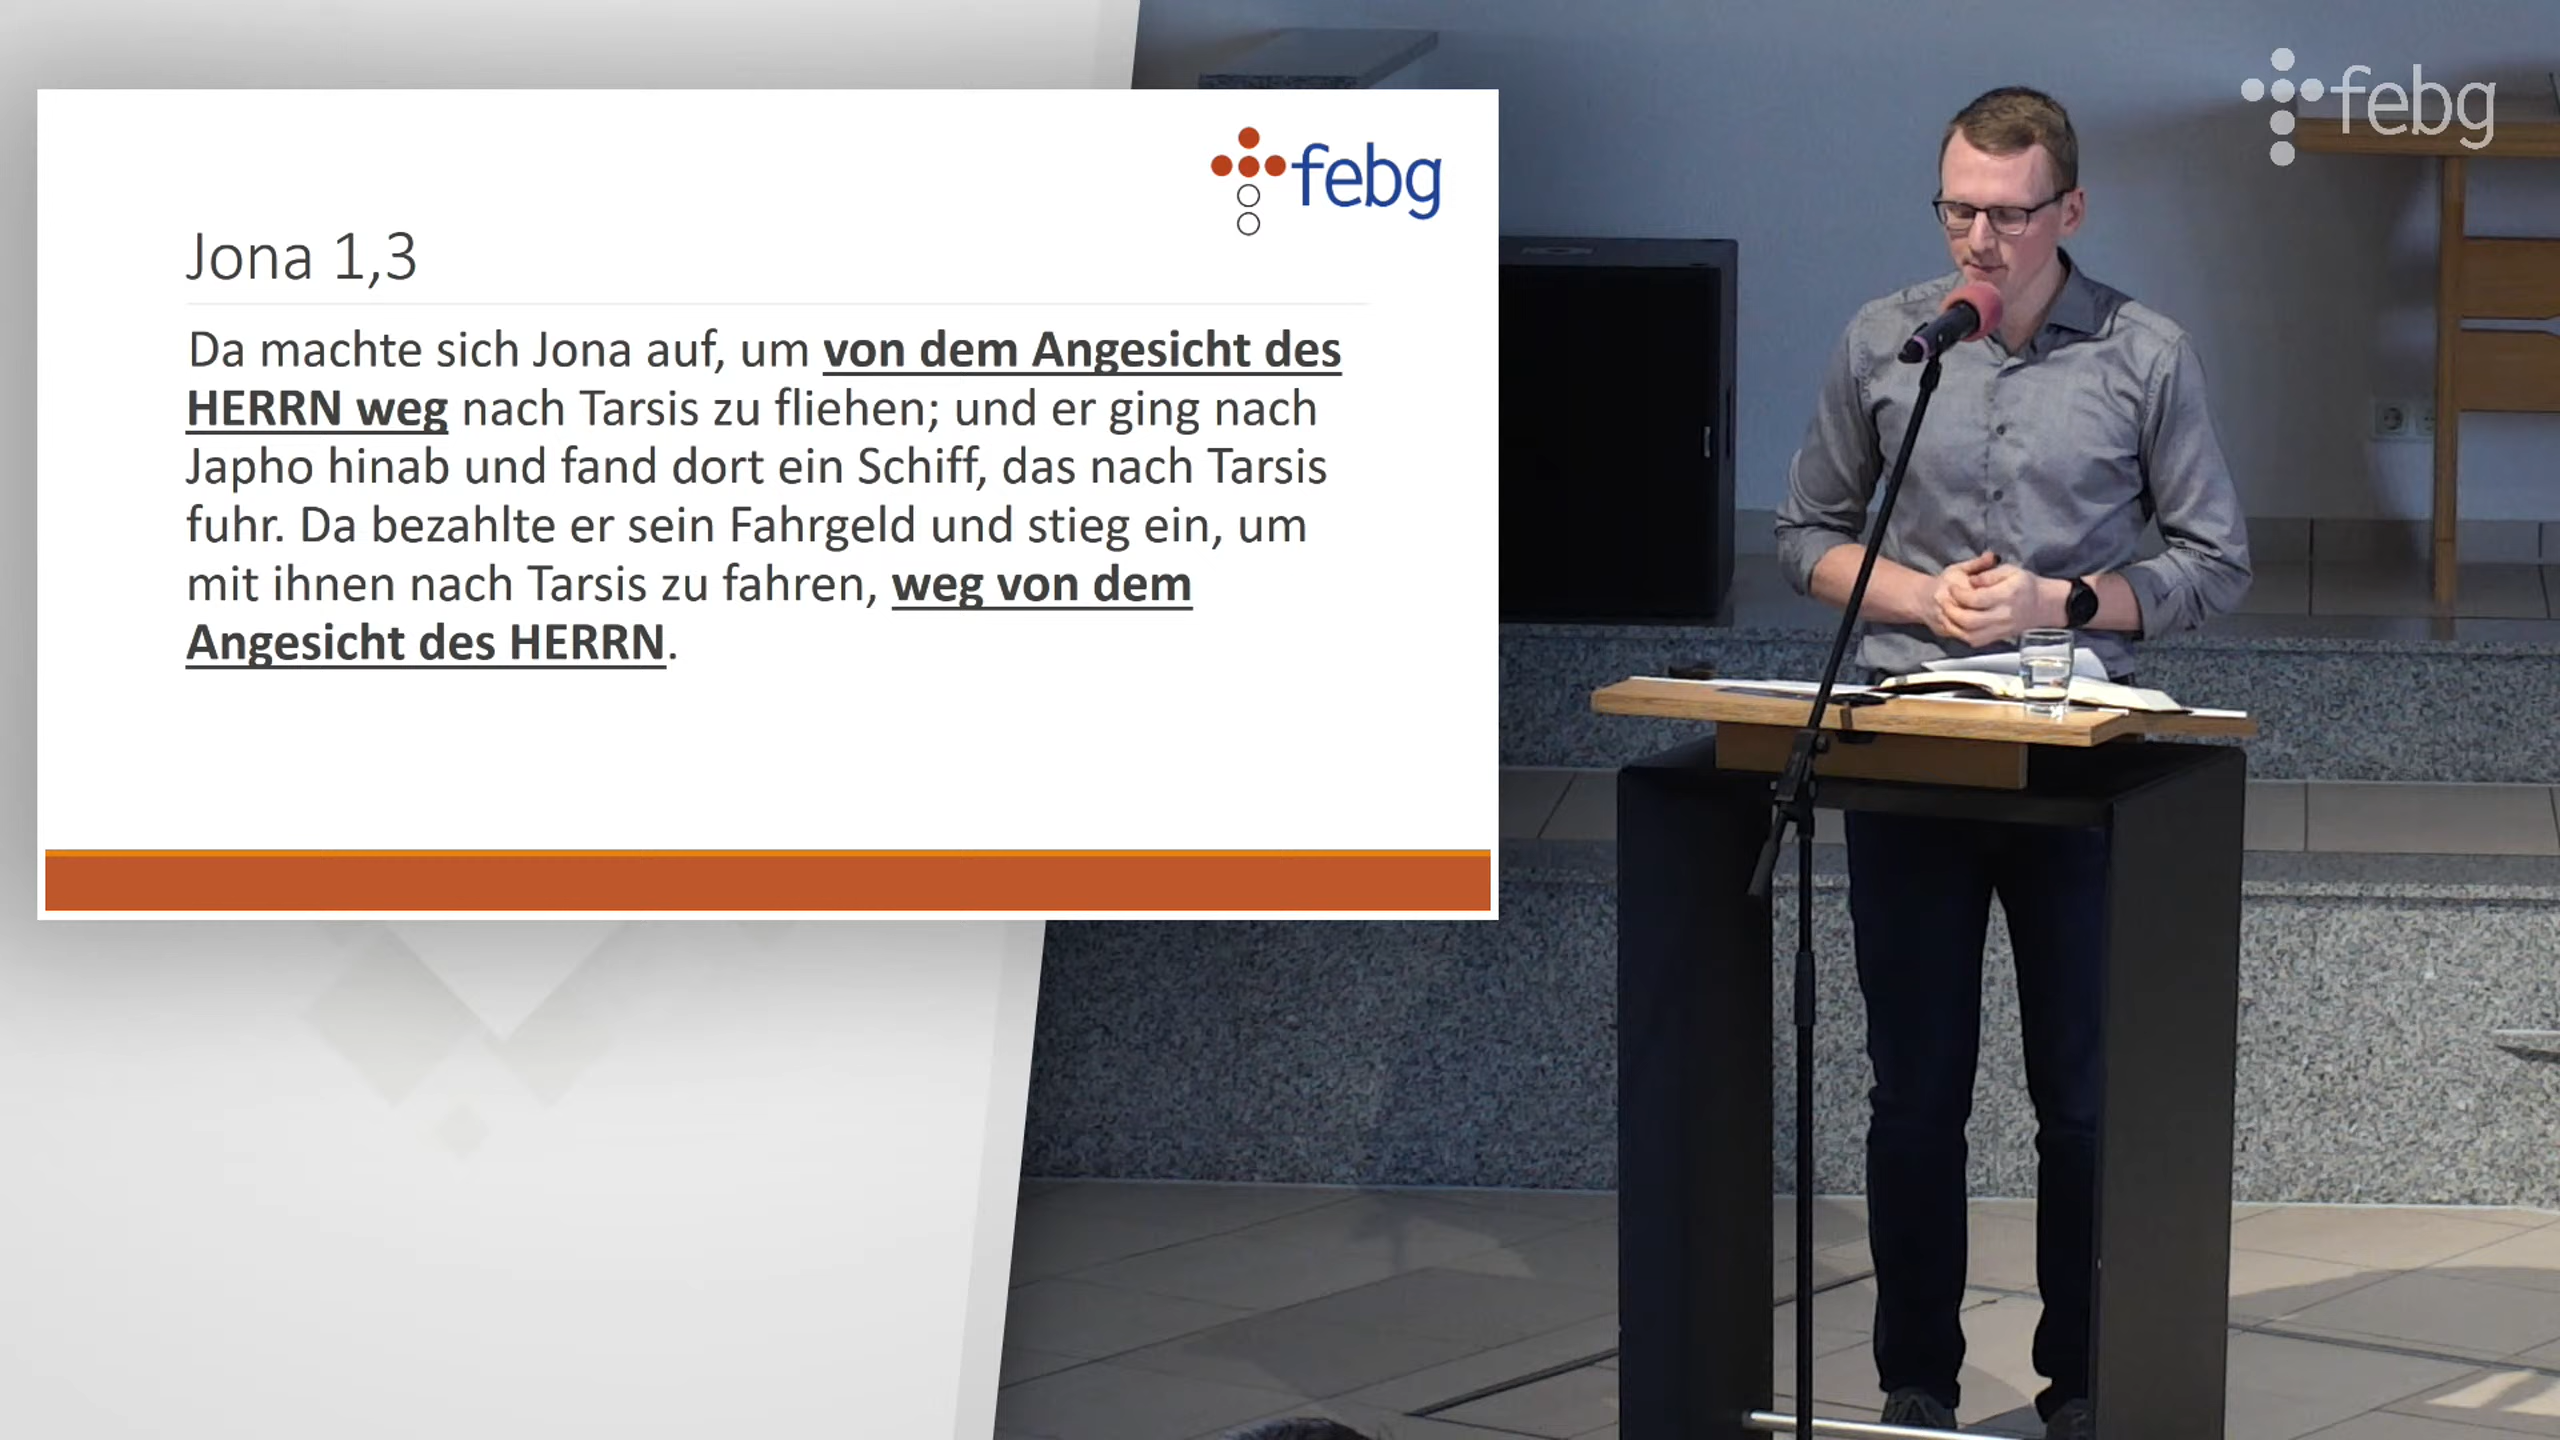 febg
Jona 1,3
Da machte sich Jona auf, um von dem Angesicht des
HERRN weg nach Tarsis zu fliehen; und er ging nach
Japho hinab und fand dort ein Schiff, das nach Tarsis
fuhr. Da bezahlte er sein Fahrgeld und stieg ein, um
mit ihnen nach Tarsis zu fahren, weg von dem
Angesicht des HERRN.
febg